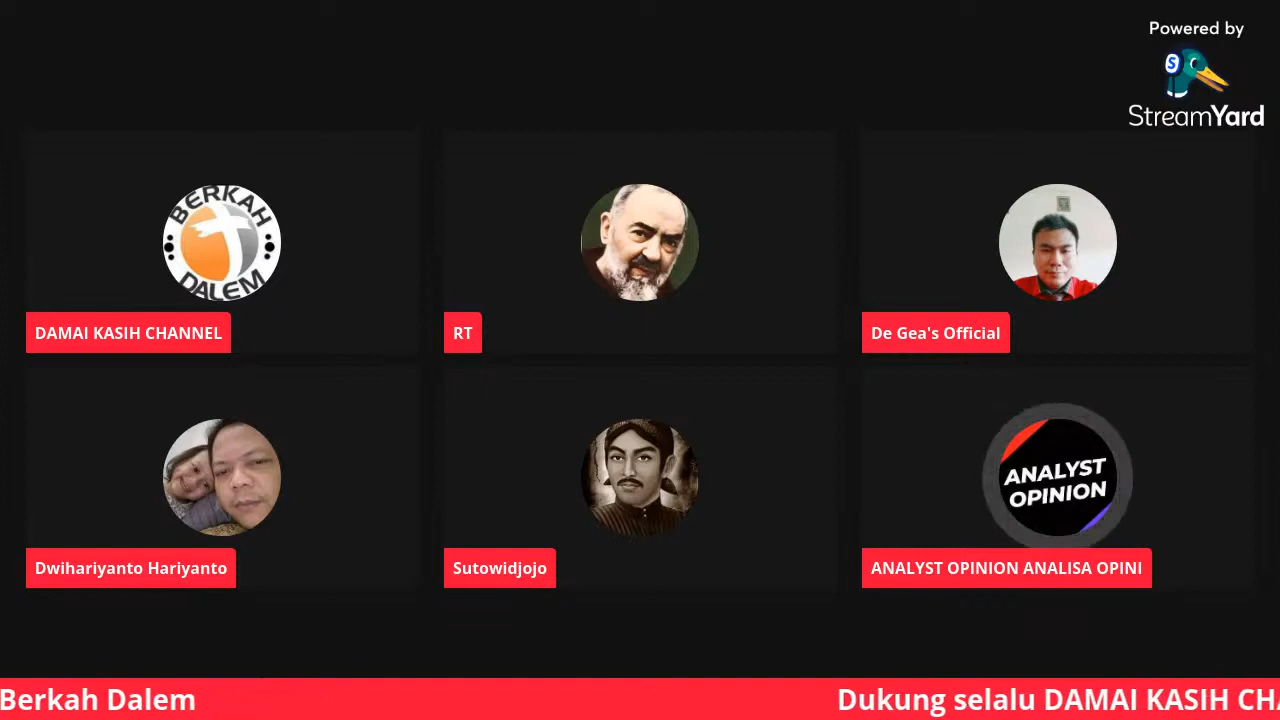 Powered by
S
StreamYard
BERKAH
DALEM
DAMAI KASIH CHANNEL
RT
De Gea's Official
Dwihariyanto Hariyanto
Sutowidjojo
ANALYST
OPINION
ANALYST OPINION ANALISA OPINI
Berkah Dalem
Dukung selalu DAMAI KASIH CHA